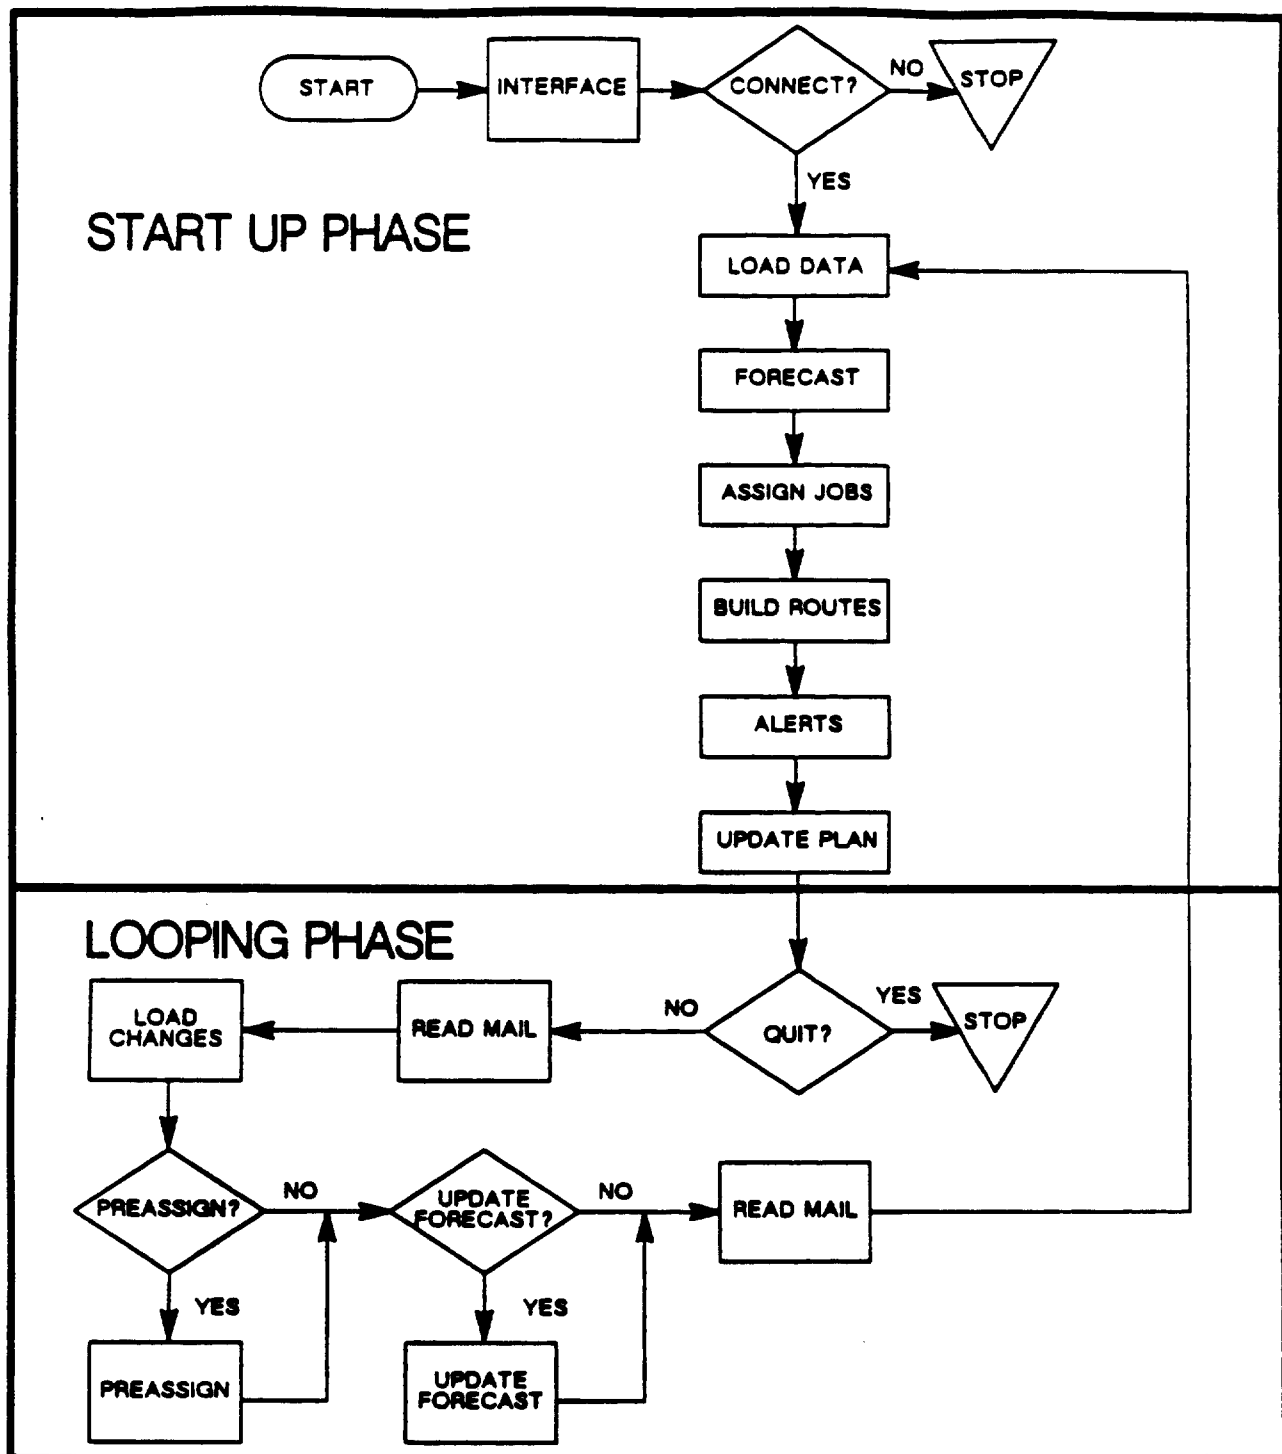 START
INTERFACE
CONNECT?
NO
STOP
YES
START UP PHASE
LOAD DATA
FORECAST
ASSIGN JOBS
BUILD ROUTES
ALERTS
UPDATE PLAN
LOOPING PHASE
LOAD
CHANGES
READ MAIL
NO
QUIT?
YES
STOP
PREASSIGN?
NO
UPDATE
FORECAST?
NO
READ MAIL
YES
YES
PREASSIGN
UPDATE
FORECAST